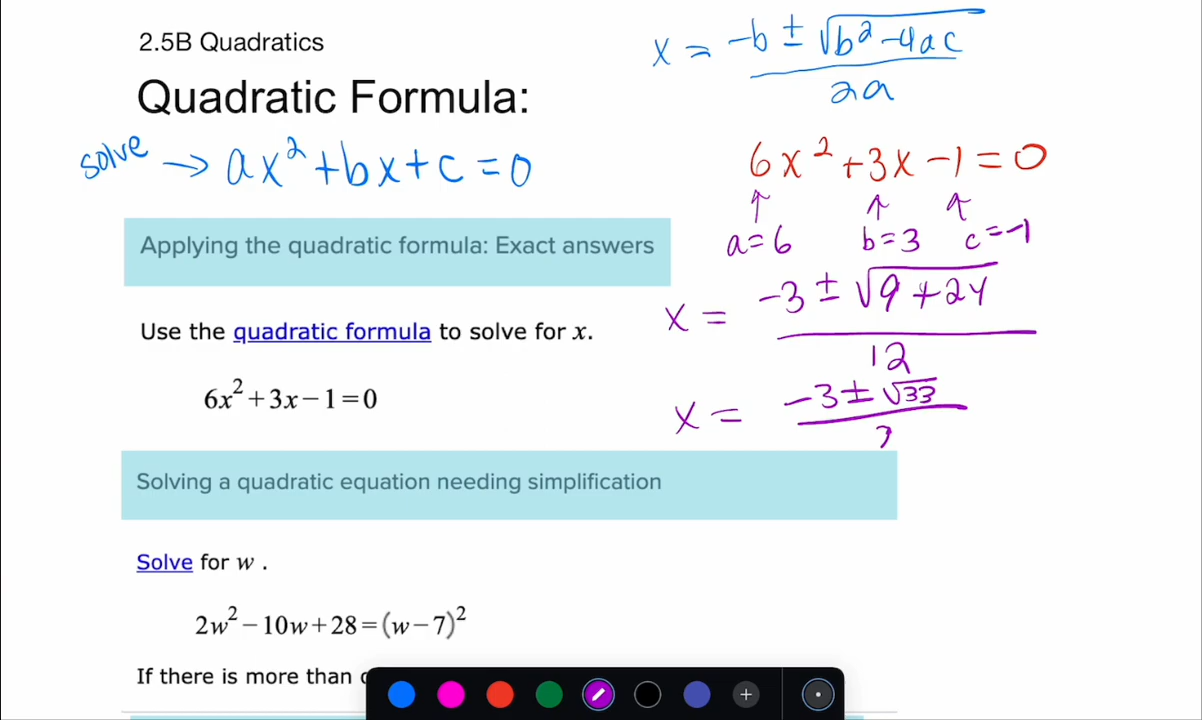 2.5B Quadratics
Quadratic Formula:
x = -b ± √(b² - 4ac) / 2a
solve → ax² + bx + c = 0
6x² + 3x - 1 = 0
↑ ↑ ↑
a=6 b=3 c=-1
x = -3 ± √(9 + 24) / 12
x = -3 ± √33 /
Applying the quadratic formula: Exact answers
Use the quadratic formula to solve for x.
6x² + 3x − 1 = 0
Solving a quadratic equation needing simplification
Solve for w .
2w² − 10w + 28 = (w − 7)²
If there is more than